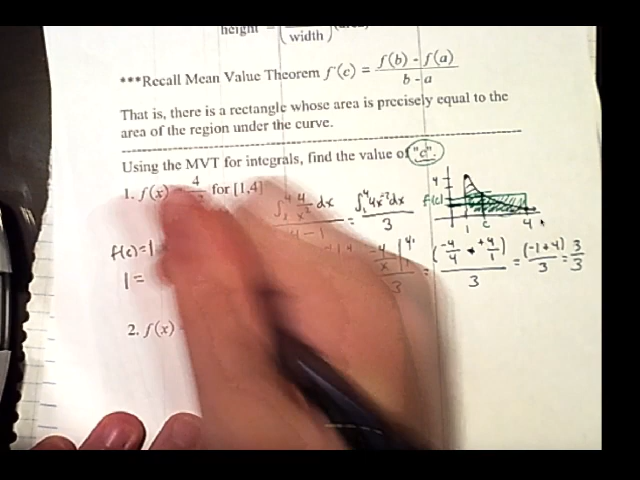 height =
width
***Recall Mean Value Theorem f'(c) = f(b) - f(a) / b - a
That is, there is a rectangle whose area is precisely equal to the
area of the region under the curve.
Using the MVT for integrals, find the value of "c".
1. f(x) = 4 for [1,4]
∫₁⁴ 4/x² dx / 4-1 = ∫₁⁴ 4x⁻² dx / 3
4
f(c)
1 c 4
f(c)=1
-4/x |₁⁴ / 3 = (-4/4 + +4/1) / 3 = (-1+4)/3 = 3/3
1 =
2. f(x) =